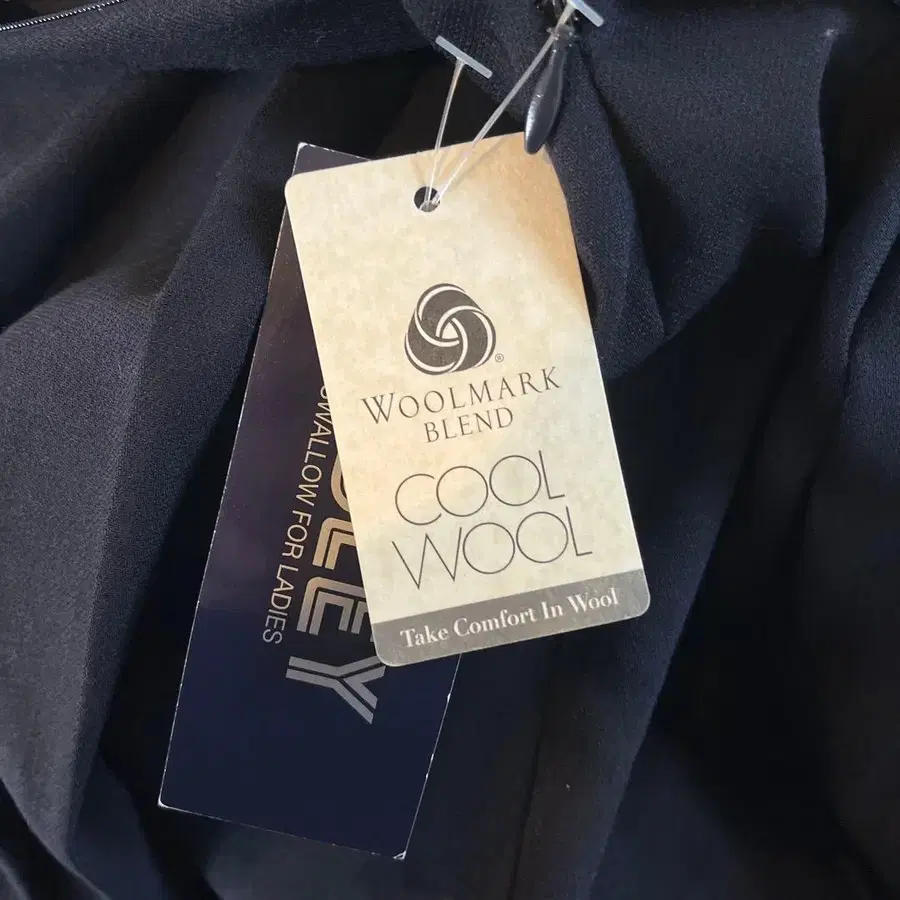 ®
WOOLMARK
BLEND
COOL
WOOL
Take Comfort In Wool
SWALLOW FOR LADIES